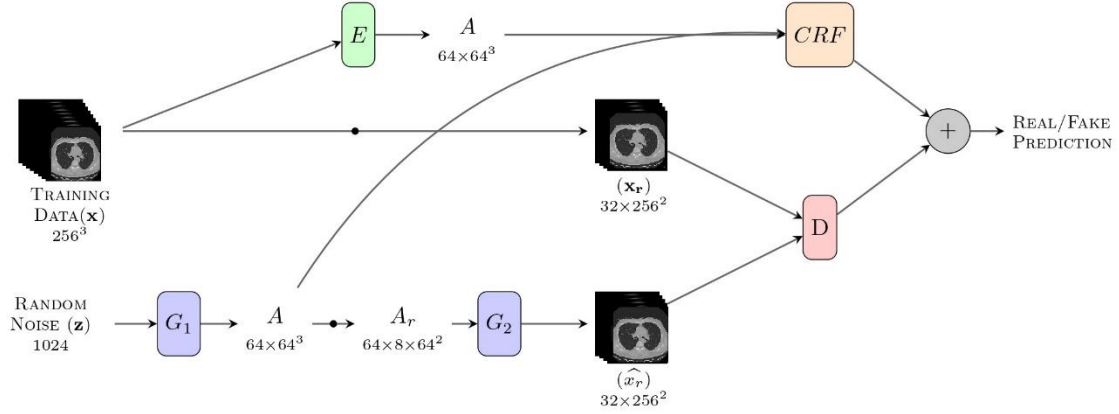 E
A
64×64³
CRF
+
REAL/FAKE
PREDICTION
TRAINING
DATA(x)
256³
(xᵣ)
32×256²
D
RANDOM
NOISE (z)
1024
G₁
A
64×64³
Aᵣ
64×8×64²
G₂
(x̂ᵣ)
32×256²